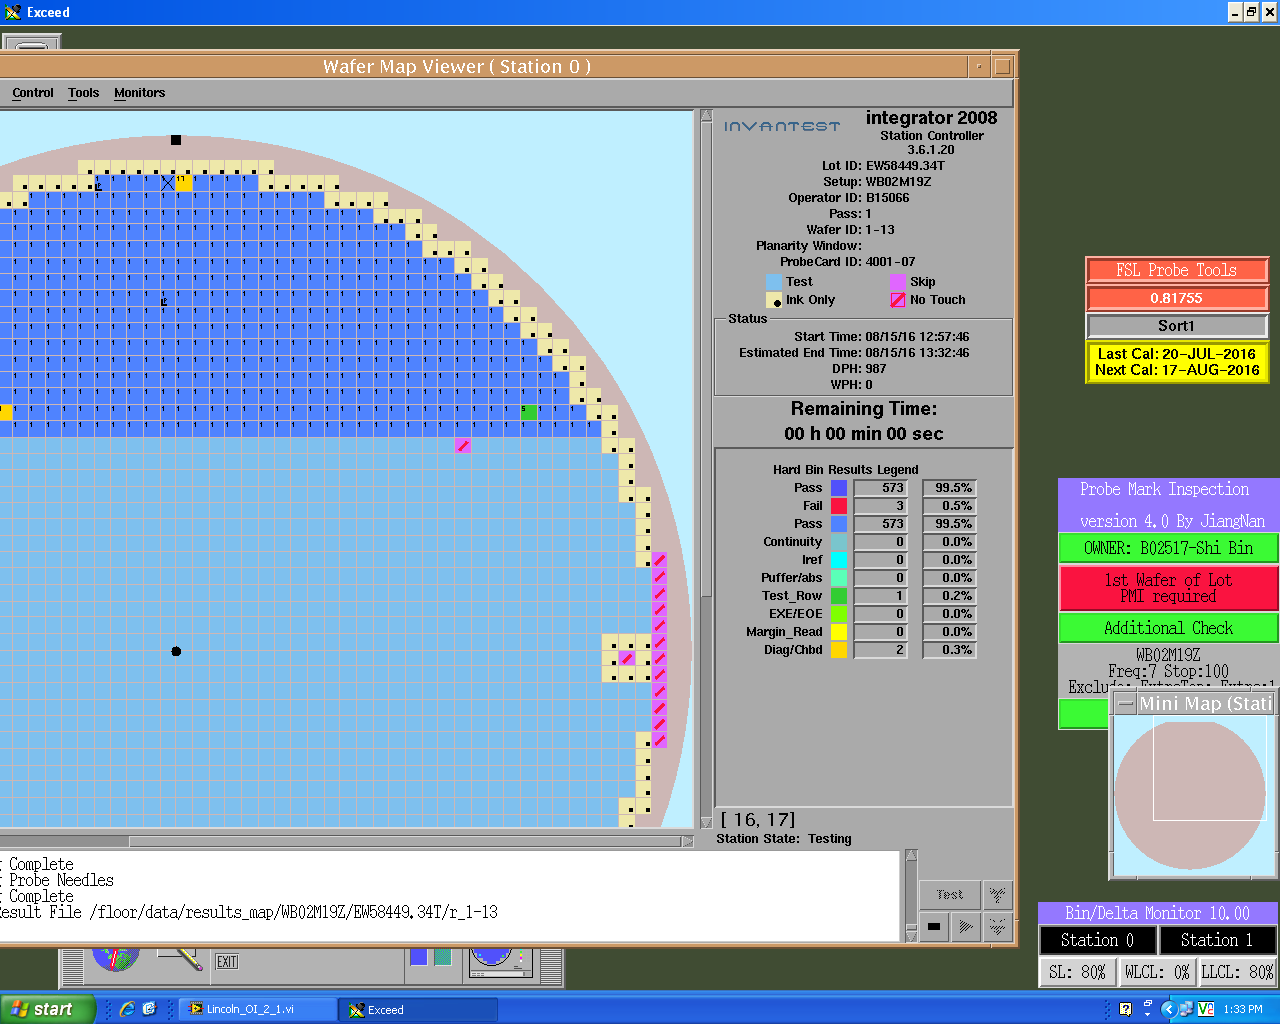 Exceed
Wafer Map Viewer ( Station 0 )
Control Tools Monitors
INVANTEST
integrator 2008
Station Controller
3.6.1.20
Lot ID: EW58449.34T
Setup: WB02M19Z
Operator ID: B15066
Pass: 1
Wafer ID: 1-13
Planarity Window:
ProbeCard ID: 4001-07
Test Skip
Ink Only No Touch
Status
Start Time: 08/15/16 12:57:46
Estimated End Time: 08/15/16 13:32:46
DPH: 987
WPH: 0
Remaining Time:
00 h 00 min 00 sec
Hard Bin Results Legend
Pass 573 99.5%
Fail 3 0.5%
Pass 573 99.5%
Continuity 0 0.0%
Iref 0 0.0%
Puffer/abs 0 0.0%
Test_Row 1 0.2%
EXE/EOE 0 0.0%
Margin_Read 0 0.0%
Diag/Chbd 2 0.3%
[ 16, 17]
Station State: Testing
Complete
Probe Needles
Complete
Result File /floor/data/results_map/WB02M19Z/EW58449.34T/r_1-13
Test
EXIT
FSL Probe Tools
0.81755
Sort1
Last Cal: 20-JUL-2016
Next Cal: 17-AUG-2016
Probe Mark Inspection
version 4.0 By JiangNan
OWNER: B02517-Shi Bin
1st Wafer of Lot
PMI required
Additional Check
WB02M19Z
Freq:7 Stop:100
Mini Map (Stati
Bin/Delta Monitor 10.00
Station 0 Station 1
SL: 80% WLCL: 0% LLCL: 80%
start
Lincoln_OI_2_1.vi
Exceed
1:33 PM